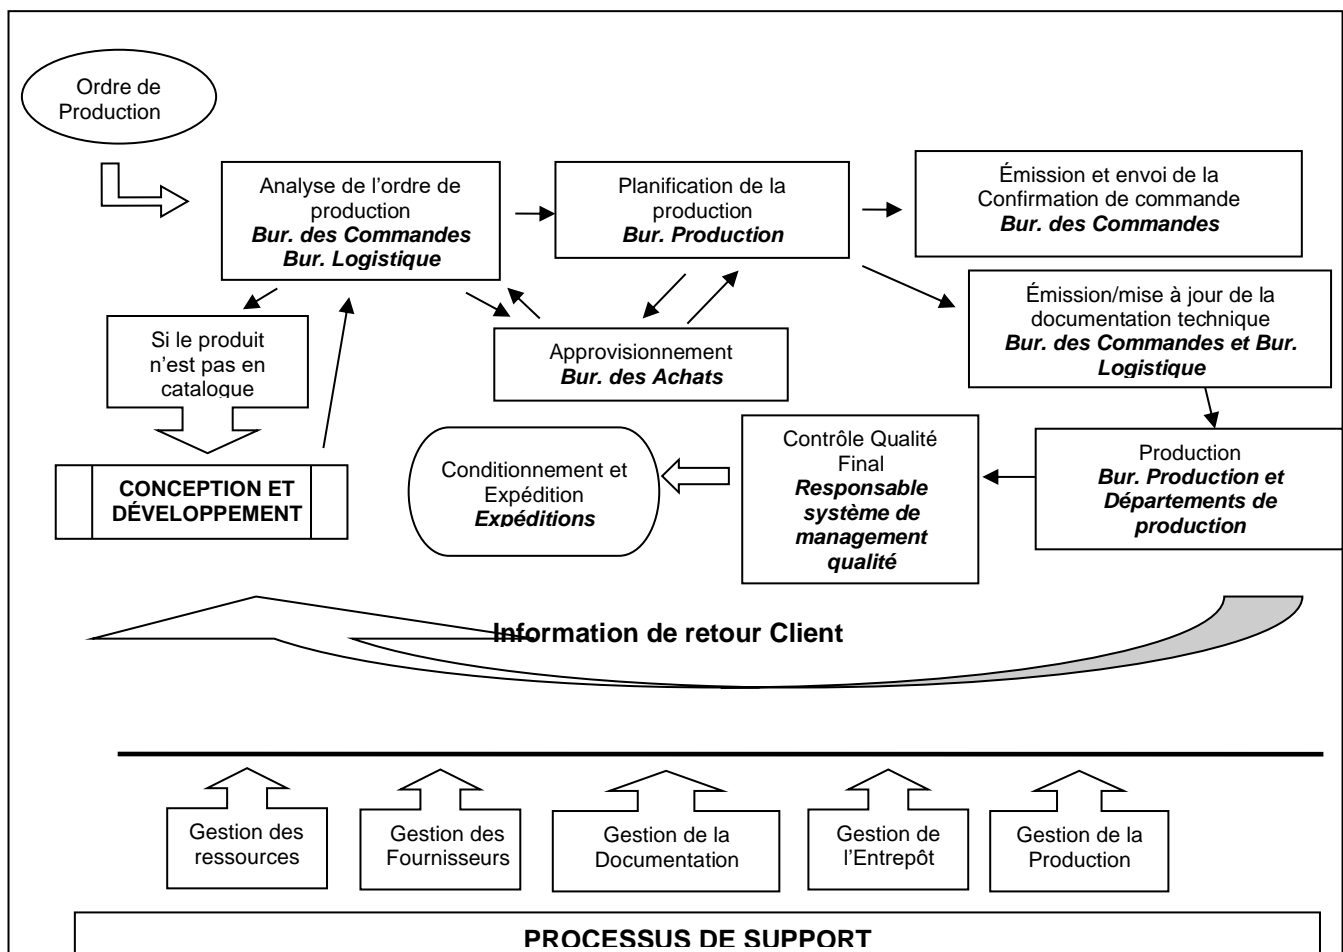 Ordre de
Production
Analyse de l’ordre de
production
Bur. des Commandes
Bur. Logistique
Planification de la
production
Bur. Production
Émission et envoi de la
Confirmation de commande
Bur. des Commandes
Émission/mise à jour de la
documentation technique
Bur. des Commandes et Bur.
Logistique
Si le produit
n’est pas en
catalogue
Approvisionnement
Bur. des Achats
CONCEPTION ET
DÉVELOPPEMENT
Conditionnement et
Expédition
Expéditions
Contrôle Qualité
Final
Responsable
système de
management
qualité
Production
Bur. Production et
Départements de
production
Information de retour Client
Gestion des
ressources
Gestion des
Fournisseurs
Gestion de la
Documentation
Gestion de
l’Entrepôt
Gestion de la
Production
PROCESSUS DE SUPPORT